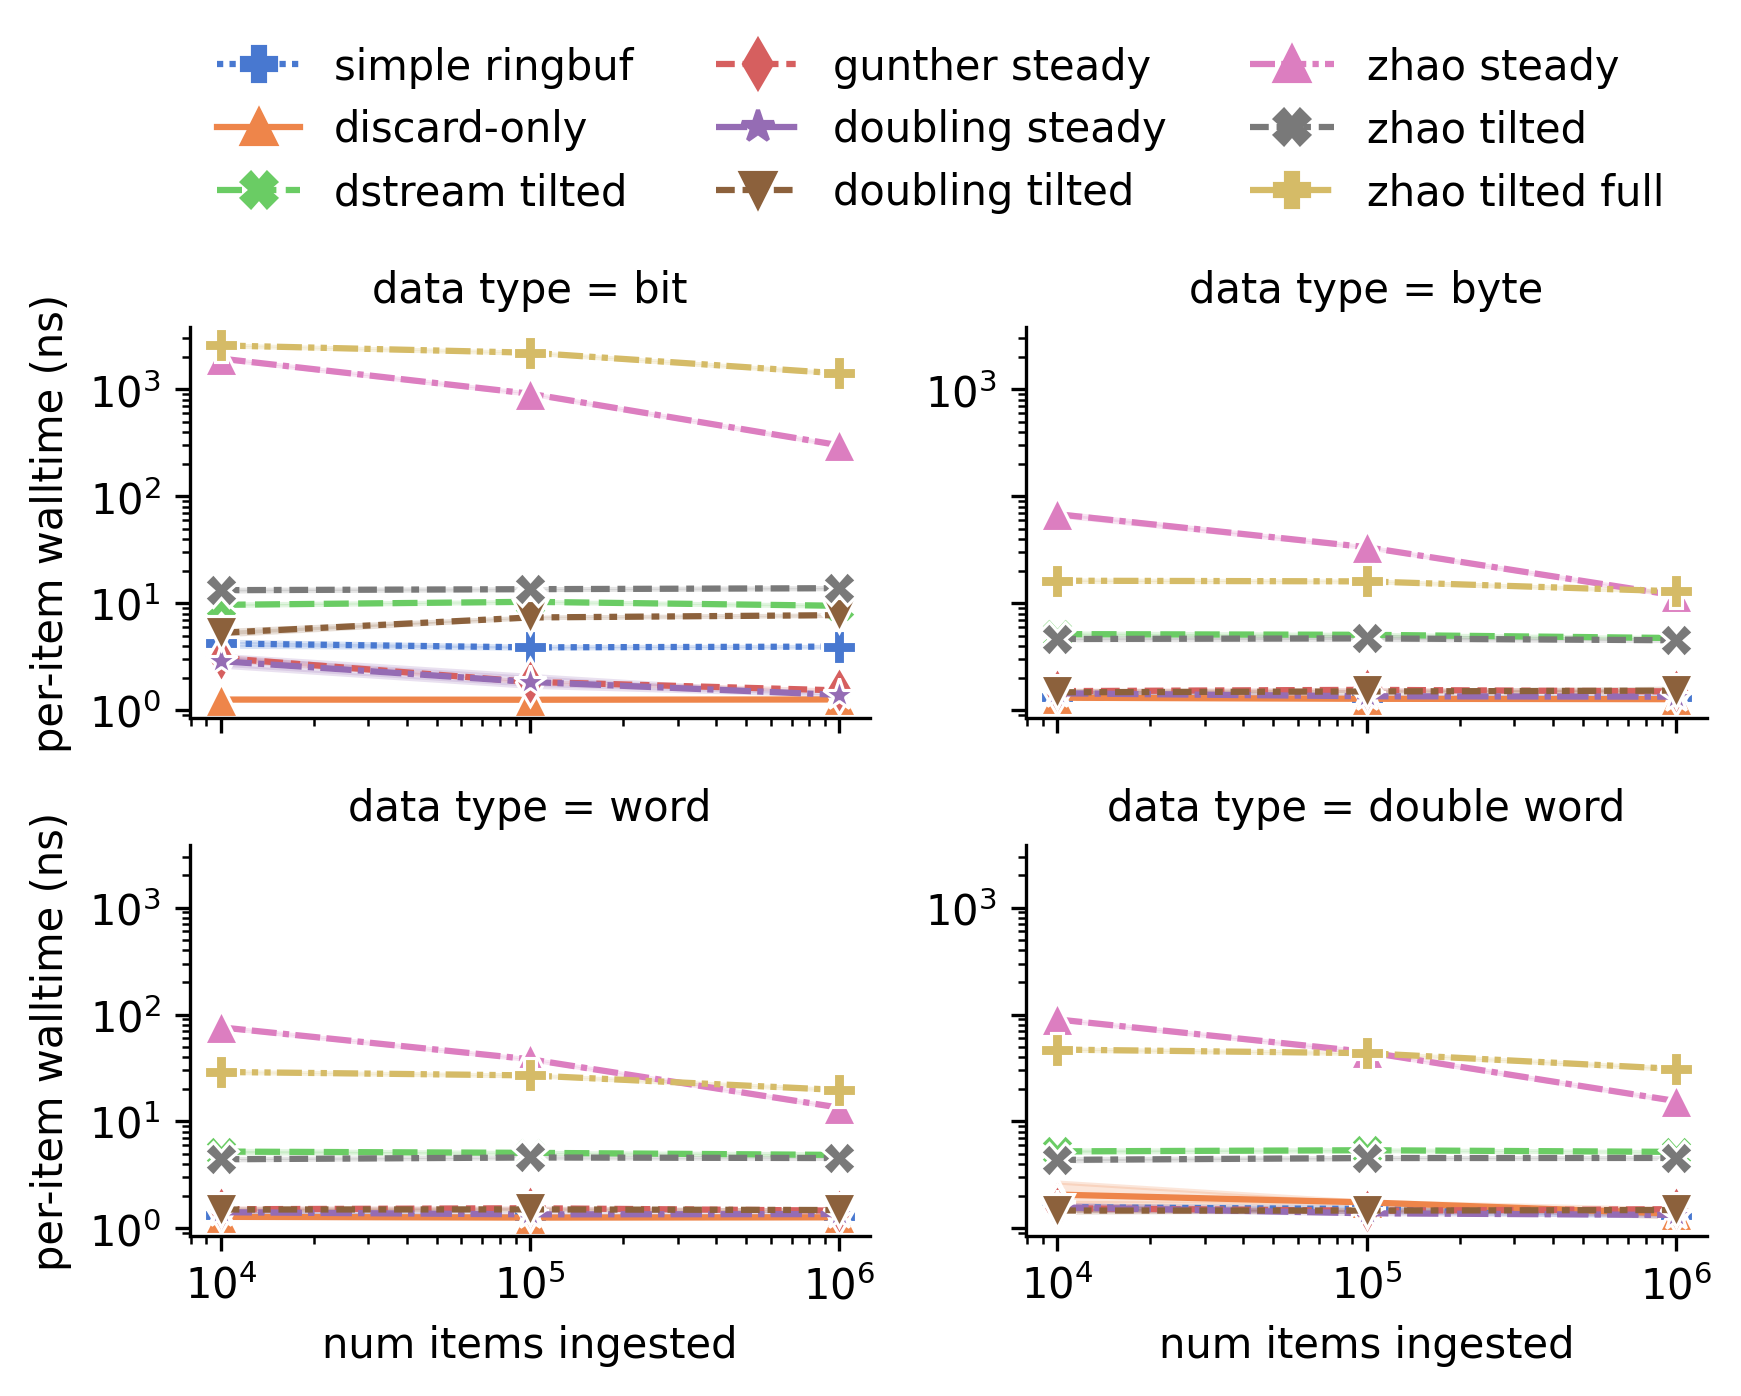 simple ringbuf
discard-only
dstream tilted
gunther steady
doubling steady
doubling tilted
zhao steady
zhao tilted
zhao tilted full
data type = bit
per-item walltime (ns)
10³
10²
10¹
10⁰
data type = byte
10³
data type = word
per-item walltime (ns)
10³
10²
10¹
10⁰
10⁴ 10⁵ 10⁶
num items ingested
data type = double word
10³
10⁴ 10⁵ 10⁶
num items ingested